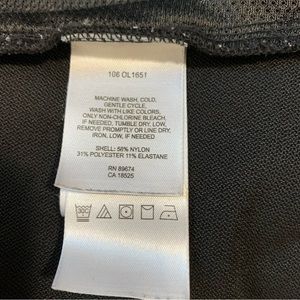 106 OL1651
MACHINE WASH, COLD,
GENTLE CYCLE.
WASH WITH LIKE COLORS,
ONLY NON-CHLORINE BLEACH,
IF NEEDED, TUMBLE DRY, LOW,
REMOVE PROMPTLY OR LINE DRY,
IRON, LOW, IF NEEDED
SHELL: 58% NYLON
31% POLYESTER 11% ELASTANE
RN 89674
CA 18525